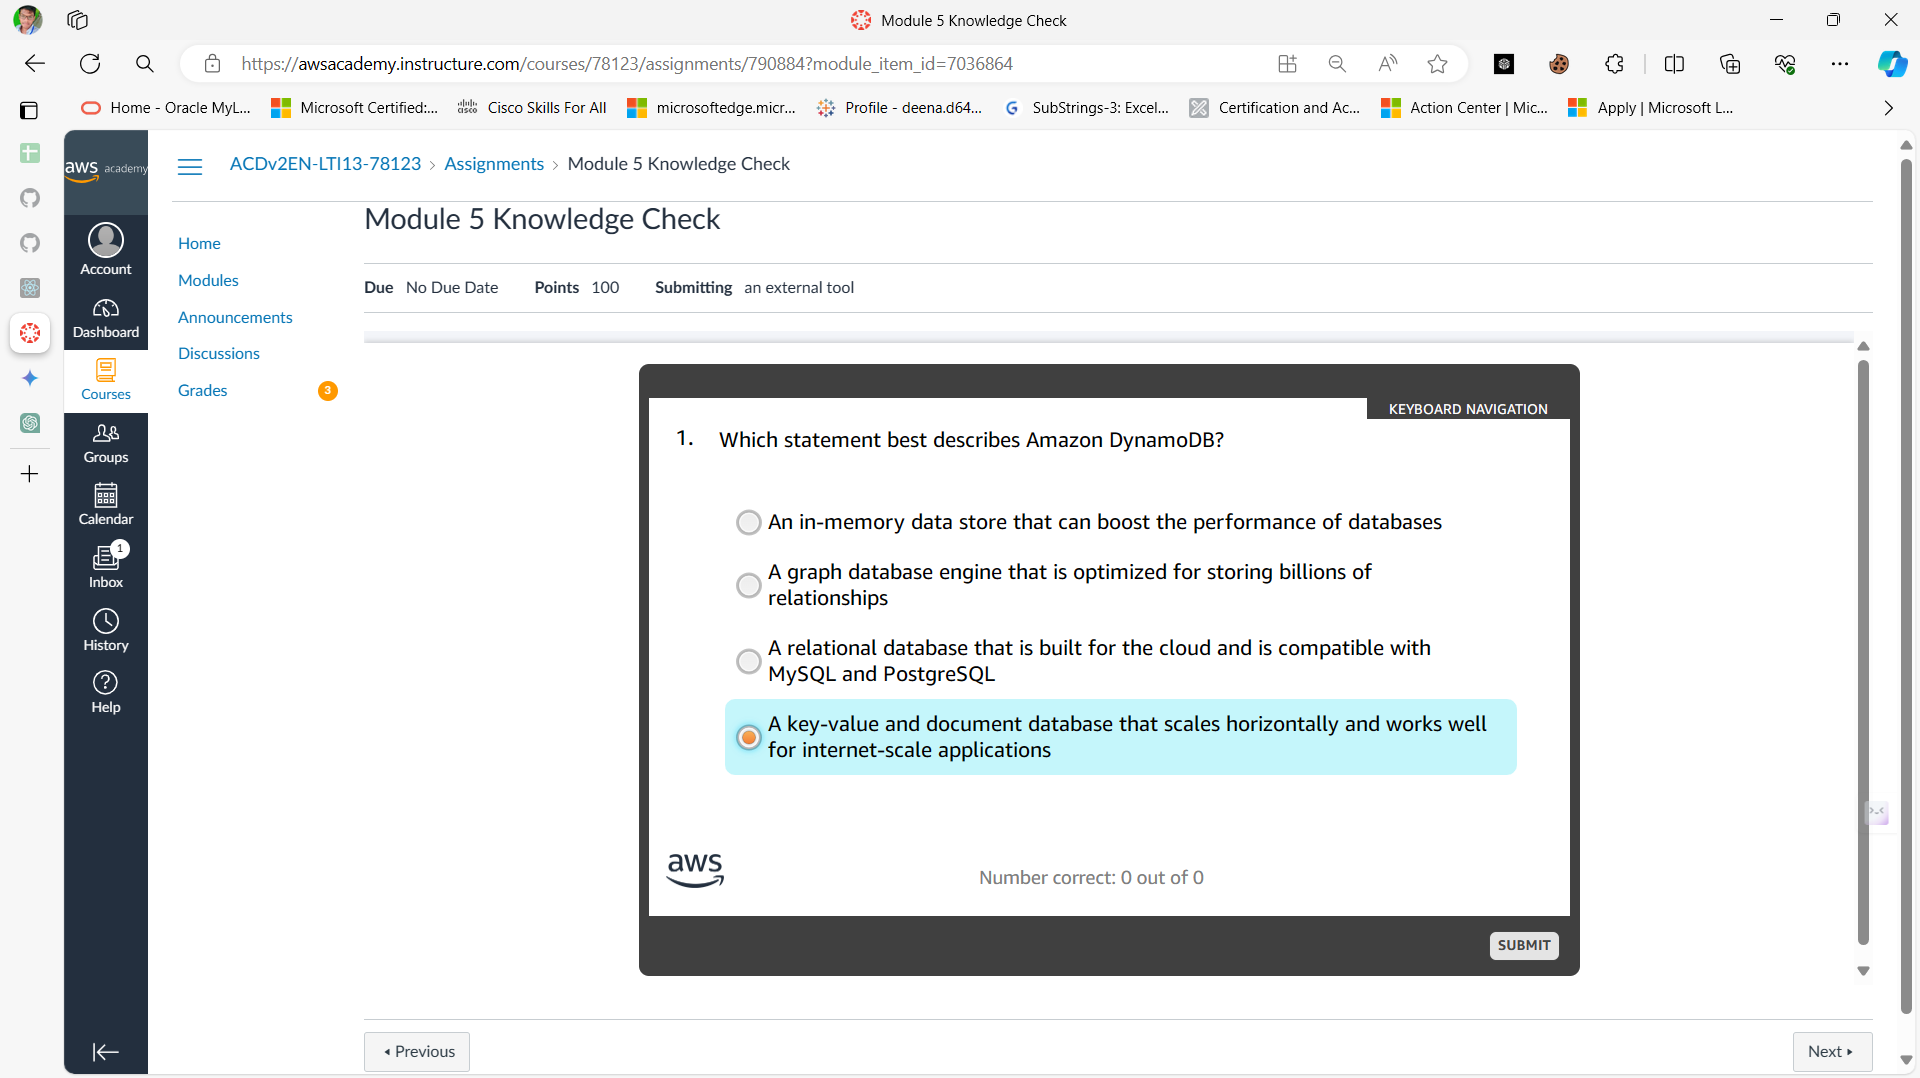 Module 5 Knowledge Check
https://awsacademy.instructure.com/courses/78123/assignments/790884?module_item_id=7036864
Home - Oracle MyL...
Microsoft Certified:...
Cisco Skills For All
microsoftedge.micr...
Profile - deena.d64...
SubStrings-3: Excel...
Certification and Ac...
Action Center | Mic...
Apply | Microsoft L...
aws academy
ACDv2EN-LTI13-78123 › Assignments › Module 5 Knowledge Check
Account
Dashboard
Courses
Groups
Calendar
1
Inbox
History
Help
Home
Modules
Announcements
Discussions
Grades 3
Module 5 Knowledge Check
Due No Due Date Points 100 Submitting an external tool
KEYBOARD NAVIGATION
1. Which statement best describes Amazon DynamoDB?
An in-memory data store that can boost the performance of databases
A graph database engine that is optimized for storing billions of
relationships
A relational database that is built for the cloud and is compatible with
MySQL and PostgreSQL
A key-value and document database that scales horizontally and works well
for internet-scale applications
aws
Number correct: 0 out of 0
SUBMIT
Previous
Next